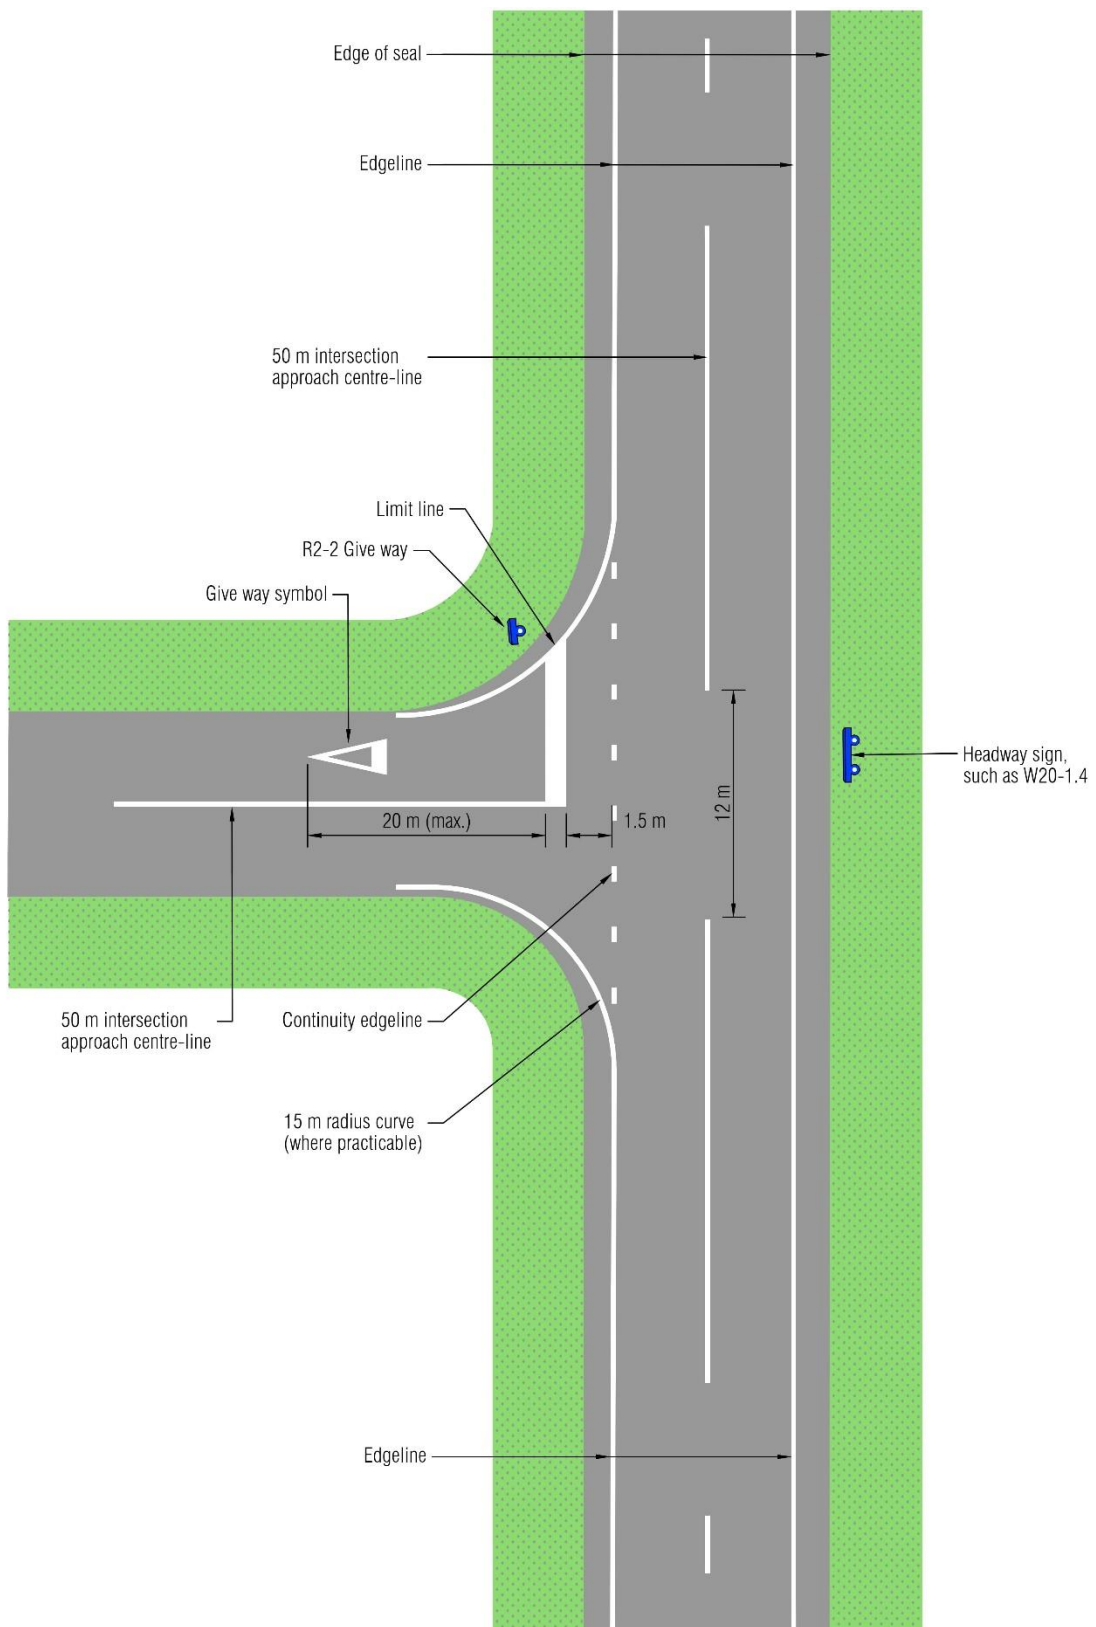 Edge of seal
Edgeline
50 m intersection
approach centre-line
Limit line
R2-2 Give way
Give way symbol
Headway sign,
such as W20-1.4
12 m
20 m (max.)
1.5 m
50 m intersection
approach centre-line
Continuity edgeline
15 m radius curve
(where practicable)
Edgeline